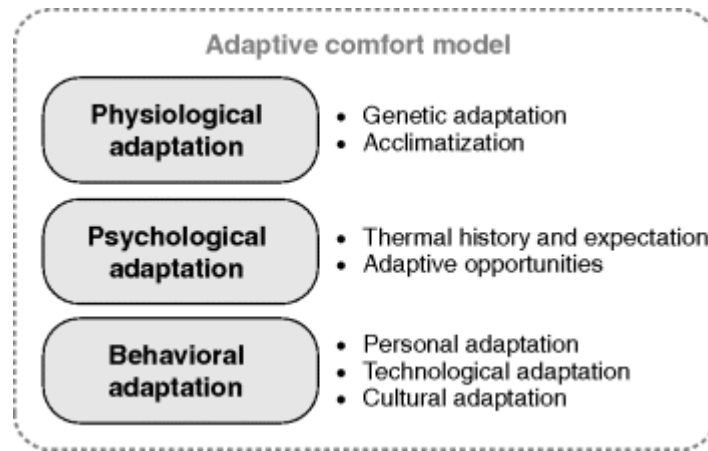 Adaptive comfort model
Physiological
adaptation
• Genetic adaptation
• Acclimatization
Psychological
adaptation
• Thermal history and expectation
• Adaptive opportunities
Behavioral
adaptation
• Personal adaptation
• Technological adaptation
• Cultural adaptation